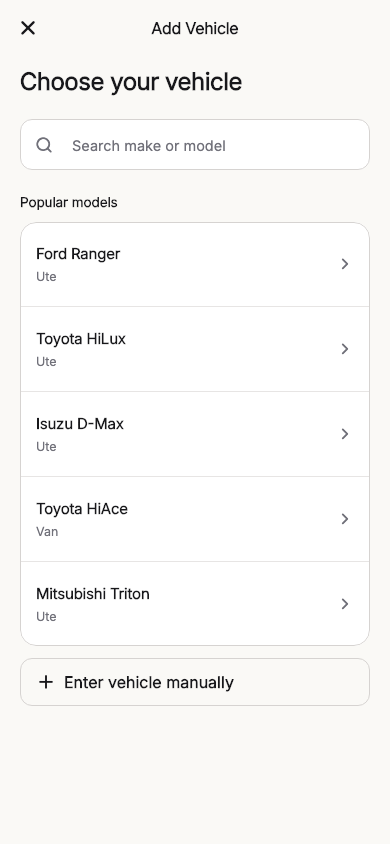 Add Vehicle
Choose your vehicle
Search make or model
Popular models
Ford Ranger
Ute
Toyota HiLux
Ute
Isuzu D-Max
Ute
Toyota HiAce
Van
Mitsubishi Triton
Ute
Enter vehicle manually